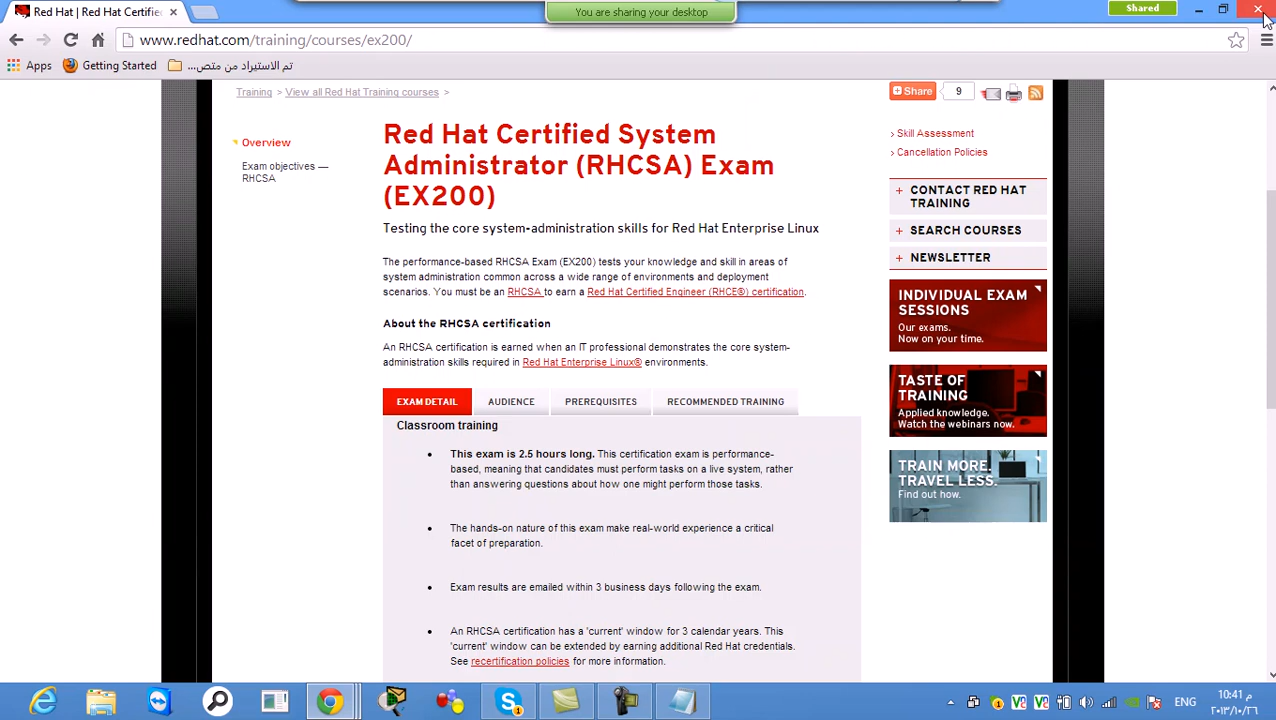 Red Hat | Red Hat Certifie
You are sharing your desktop
Shared
www.redhat.com/training/courses/ex200/
Apps
Getting Started
تم الاستيراد من متص...
Training > View all Red Hat Training courses >
Share
9
Overview
Exam objectives —
RHCSA
Red Hat Certified System
Administrator (RHCSA) Exam
(EX200)
Testing the core system-administration skills for Red Hat Enterprise Linux
The performance-based RHCSA Exam (EX200) tests your knowledge and skill in areas of
system administration common across a wide range of environments and deployment
scenarios. You must be an RHCSA to earn a Red Hat Certified Engineer (RHCE®) certification.
About the RHCSA certification
An RHCSA certification is earned when an IT professional demonstrates the core system-
administration skills required in Red Hat Enterprise Linux® environments.
EXAM DETAIL
AUDIENCE
PREREQUISITES
RECOMMENDED TRAINING
Classroom training
• This exam is 2.5 hours long. This certification exam is performance-
based, meaning that candidates must perform tasks on a live system, rather
than answering questions about how one might perform those tasks.
• The hands-on nature of this exam make real-world experience a critical
facet of preparation.
• Exam results are emailed within 3 business days following the exam.
• An RHCSA certification has a 'current' window for 3 calendar years. This
'current' window can be extended by earning additional Red Hat credentials.
See recertification policies for more information.
› Skill Assessment
› Cancellation Policies
+ CONTACT RED HAT
TRAINING
+ SEARCH COURSES
+ NEWSLETTER
INDIVIDUAL EXAM
SESSIONS
Our exams.
Now on your time.
TASTE OF
TRAINING
Applied knowledge.
Watch the webinars now.
TRAIN MORE.
TRAVEL LESS.
Find out how.
ENG
10:41 م
٢٠١٣/١٠/٢٦